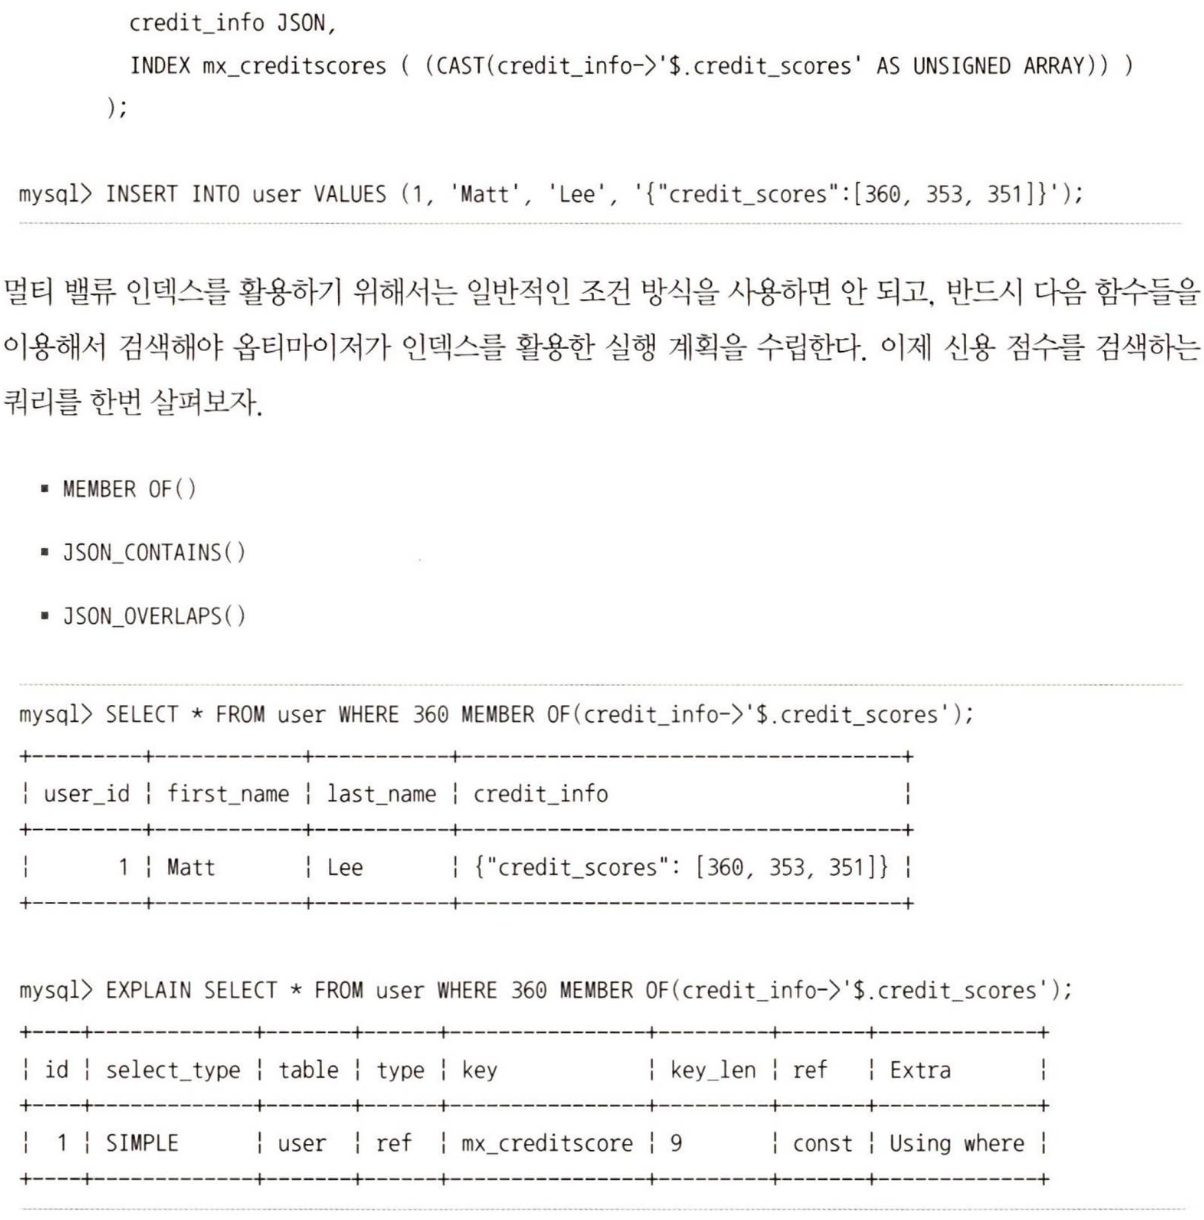 credit_info JSON,
INDEX mx_creditscores ( (CAST(credit_info->'$.credit_scores' AS UNSIGNED ARRAY)) )
);
mysql> INSERT INTO user VALUES (1, 'Matt', 'Lee', '{"credit_scores":[360, 353, 351]}');
멀티 밸류 인덱스를 활용하기 위해서는 일반적인 조건 방식을 사용하면 안 되고, 반드시 다음 함수들을
이용해서 검색해야 옵티마이저가 인덱스를 활용한 실행 계획을 수립한다. 이제 신용 점수를 검색하는
쿼리를 한번 살펴보자.
▪ MEMBER OF()
▪ JSON_CONTAINS()
▪ JSON_OVERLAPS()
mysql> SELECT * FROM user WHERE 360 MEMBER OF(credit_info->'$.credit_scores');
+---------+------------+-----------+------------------------------------+
¦ user_id ¦ first_name ¦ last_name ¦ credit_info                        ¦
+---------+------------+-----------+------------------------------------+
¦       1 ¦ Matt       ¦ Lee       ¦ {"credit_scores": [360, 353, 351]} ¦
+---------+------------+-----------+------------------------------------+
mysql> EXPLAIN SELECT * FROM user WHERE 360 MEMBER OF(credit_info->'$.credit_scores');
+----+-------------+-------+------+----------------+---------+-------+-------------+
¦ id ¦ select_type ¦ table ¦ type ¦ key            ¦ key_len ¦ ref   ¦ Extra       ¦
+----+-------------+-------+------+----------------+---------+-------+-------------+
¦  1 ¦ SIMPLE      ¦ user  ¦ ref  ¦ mx_creditscore ¦ 9       ¦ const ¦ Using where ¦
+----+-------------+-------+------+----------------+---------+-------+-------------+